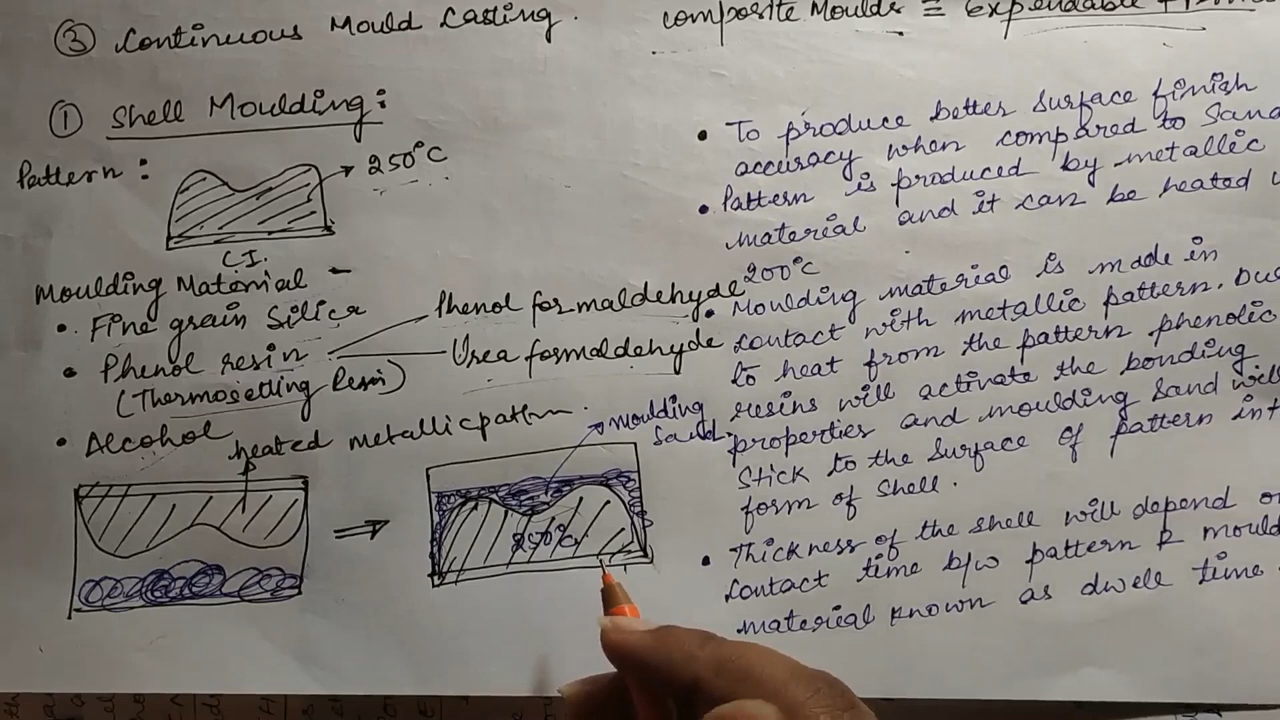 ③ Continuous Mould Casting.
composite Moulds ≡ Expendable
① Shell Moulding:
Pattern:
250°C
C.I.
Moulding Material -
• Fine grain Silica
• Phenol resin
(Thermosetting Resin)
Phenol formaldehyde
Urea formaldehyde
• Alcohol
heated metallic pattern.
moulding
Sand
250°C
• To produce better surface finish
accuracy when compared to Sand
• Pattern is produced by metallic
material and it can be heated
200°C
• Moulding material is made in
contact with metallic pattern. Due
to heat from the pattern phenolic
resins will activate the bonding
properties and moulding Sand will
Stick to the Surface of pattern int
form of Shell.
• Thickness of the shell will depend on
contact time b/w pattern & mould
material known as dwell time.